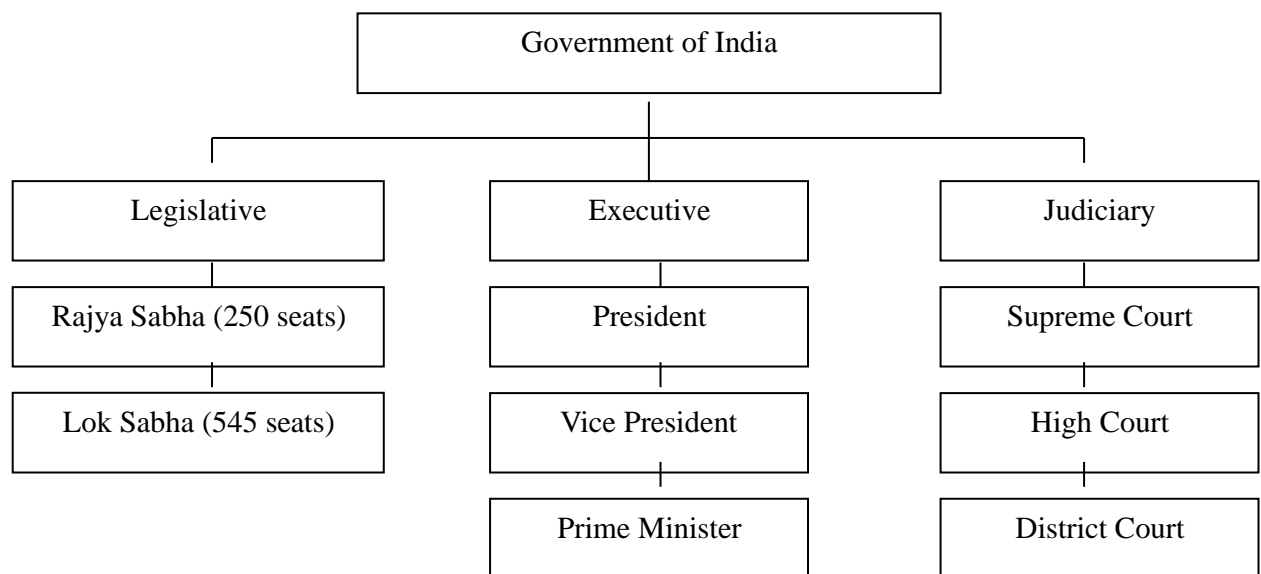 Government of India
Legislative
Executive
Judiciary
Rajya Sabha (250 seats)
President
Supreme Court
Lok Sabha (545 seats)
Vice President
High Court
Prime Minister
District Court